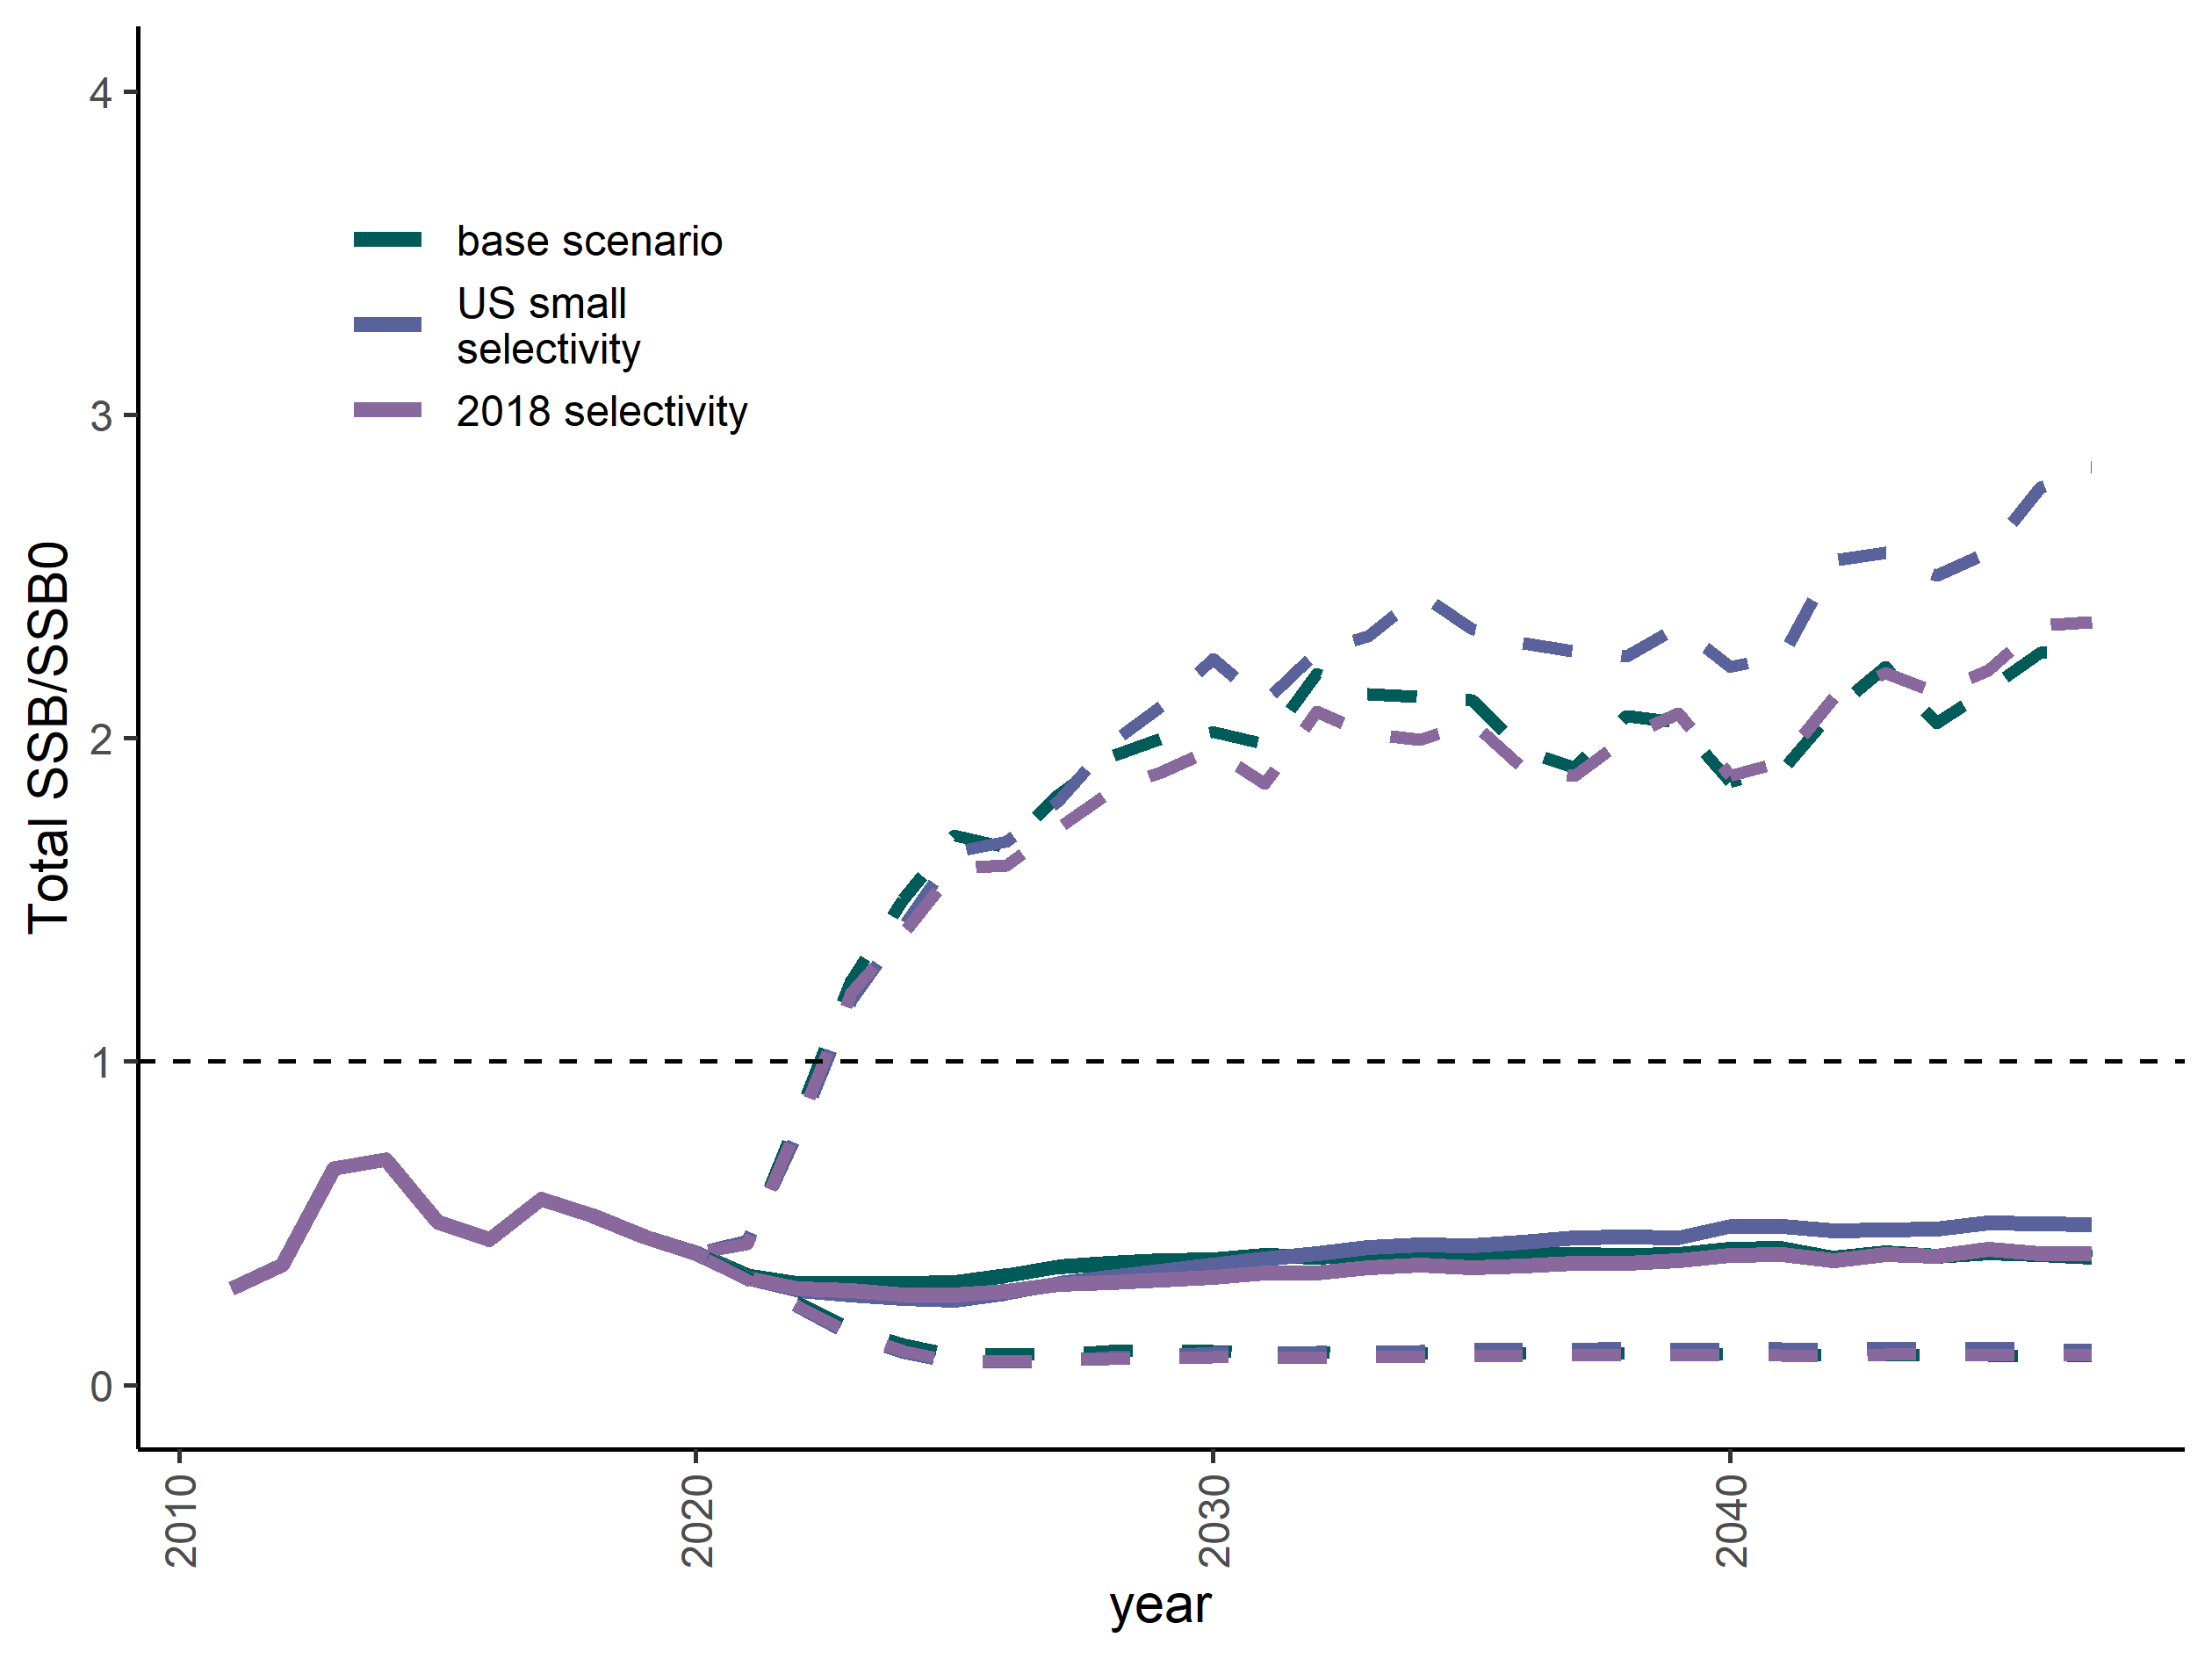 Total SSB/SSB0
4
3
2
1
0
base scenario
US small
selectivity
2018 selectivity
2010
2020
2030
2040
year